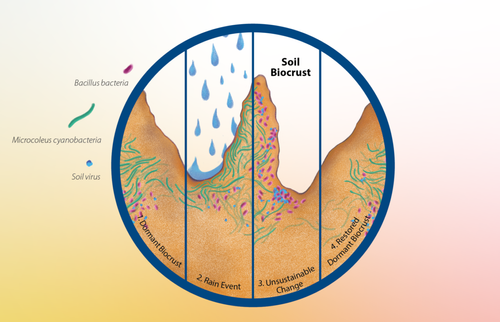 Soil
Biocrust
Bacillus bacteria
Microcoleus cyanobacteria
Soil virus
1. Dormant Biocrust
2. Rain Event
3. Unsustainable
Change
4. Restored
Dormant Biocrust